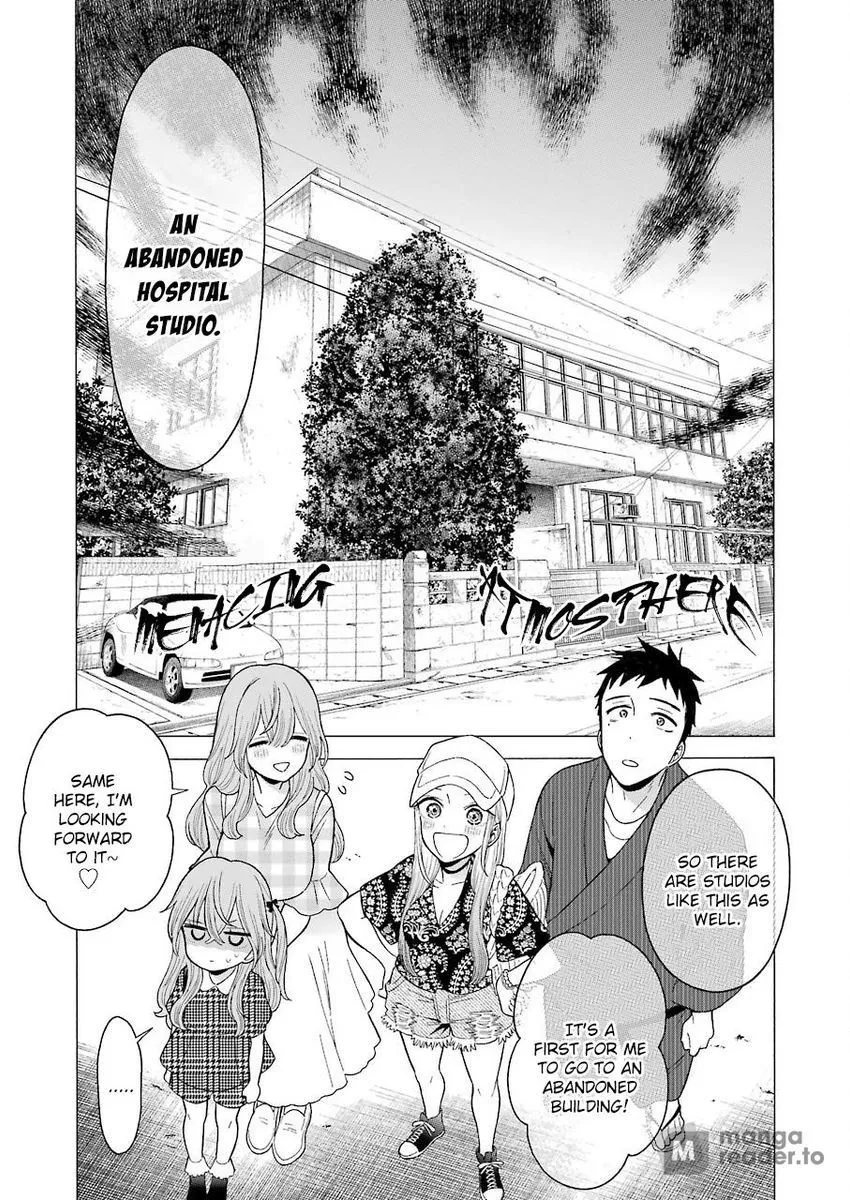 AN
ABANDONED
HOSPITAL
STUDIO.
MENACING
ATMOSPHERE
SO THERE
ARE STUDIOS
LIKE THIS AS
WELL.
IT'S A
FIRST FOR ME
TO GO TO AN
ABANDONED
BUILDING!
SAME
HERE, I'M
LOOKING
FORWARD
TO IT~
♡
.....
M manga
reader.to